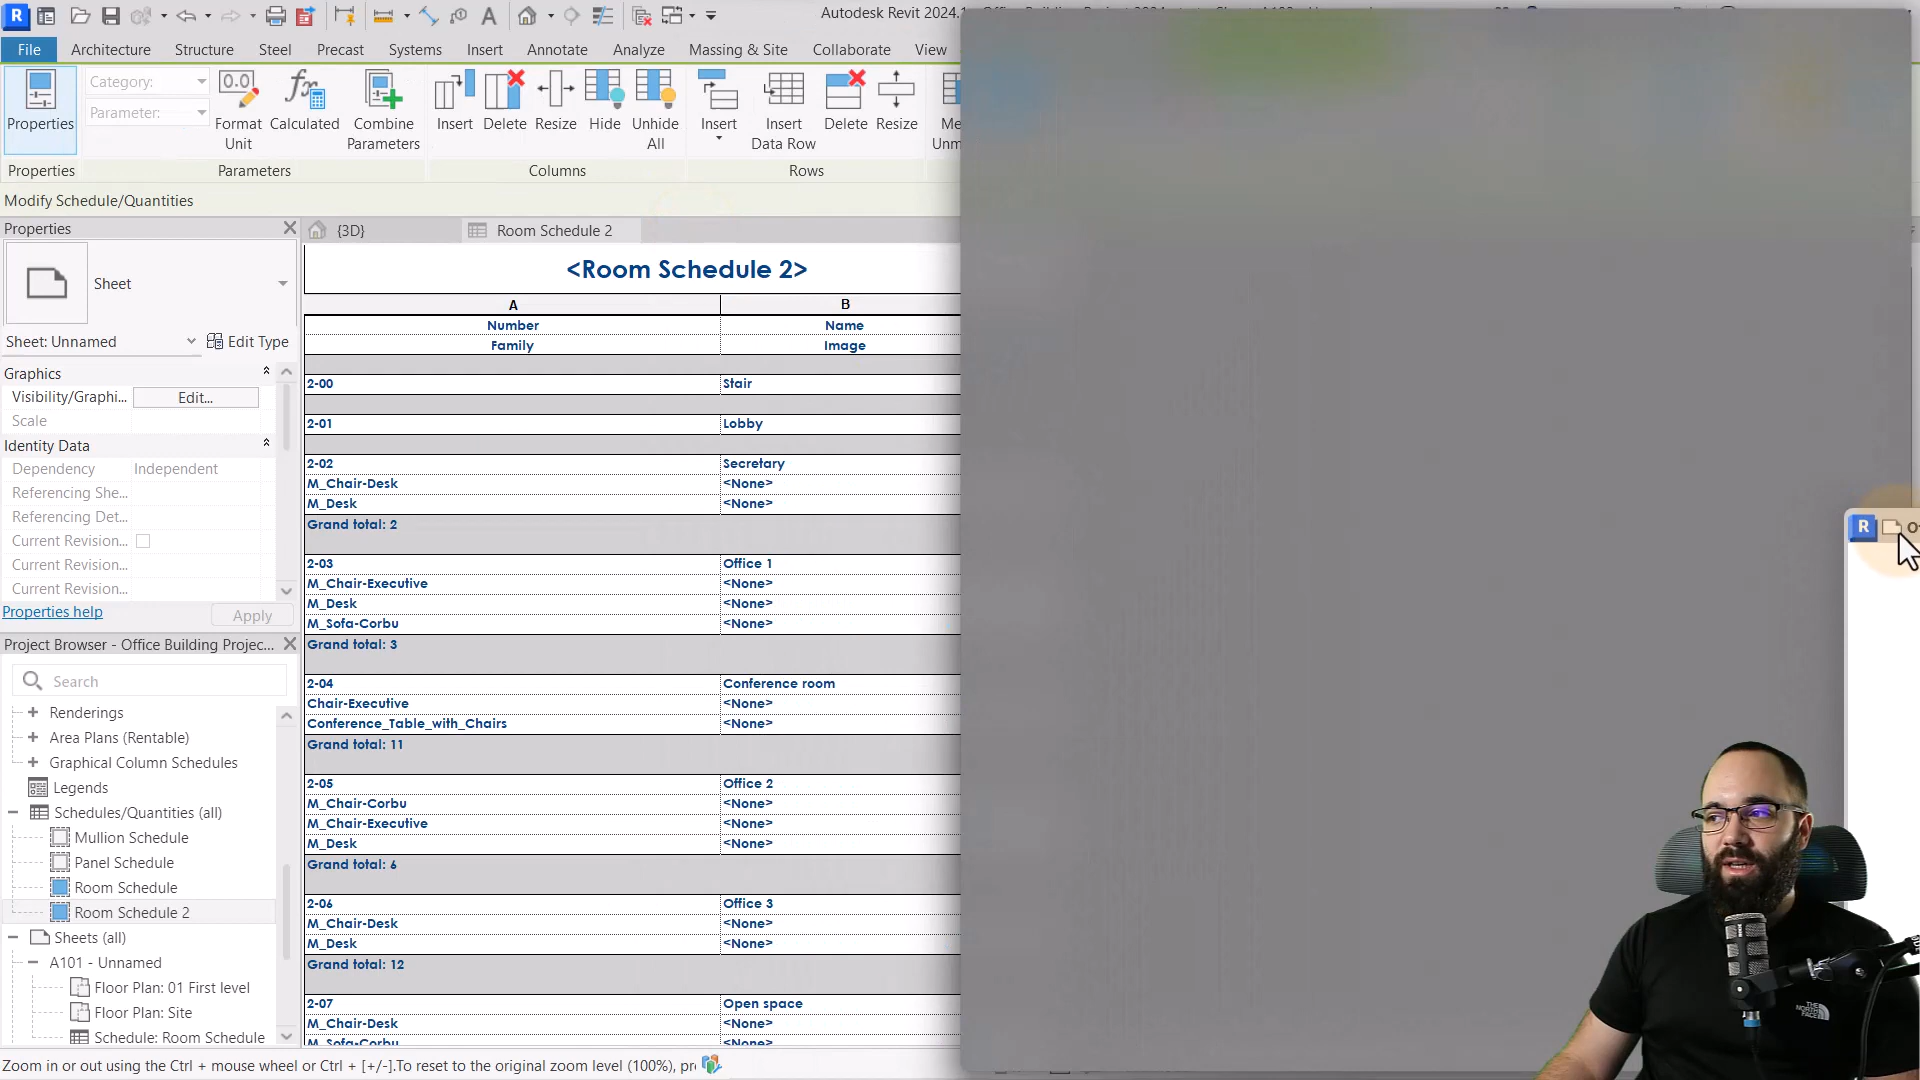 R
Autodesk Revit 2024.1
File Architecture Structure Steel Precast Systems Insert Annotate Analyze Massing & Site Collaborate View
Category:
Parameter:
Properties
Format Unit
Calculated
Combine Parameters
Insert
Delete
Resize
Hide
Unhide All
Insert
Insert Data Row
Delete
Resize
Properties Parameters Columns Rows
Modify Schedule/Quantities
Properties
{3D}
Room Schedule 2
Sheet
Sheet: Unnamed
Edit Type
Graphics
Visibility/Graphi... Edit...
Scale
Identity Data
Dependency Independent
Referencing She...
Referencing Det...
Current Revision...
Current Revision...
Current Revision...
Properties help Apply
Project Browser - Office Building Projec...
Search
Renderings
Area Plans (Rentable)
Graphical Column Schedules
Legends
Schedules/Quantities (all)
Mullion Schedule
Panel Schedule
Room Schedule
Room Schedule 2
Sheets (all)
A101 - Unnamed
Floor Plan: 01 First level
Floor Plan: Site
Schedule: Room Schedule
<Room Schedule 2>
A B
Number Name
Family Image
2-00 Stair
2-01 Lobby
2-02 Secretary
M_Chair-Desk <None>
M_Desk <None>
Grand total: 2
2-03 Office 1
M_Chair-Executive <None>
M_Desk <None>
M_Sofa-Corbu <None>
Grand total: 3
2-04 Conference room
Chair-Executive <None>
Conference_Table_with_Chairs <None>
Grand total: 11
2-05 Office 2
M_Chair-Corbu <None>
M_Chair-Executive <None>
M_Desk <None>
Grand total: 6
2-06 Office 3
M_Chair-Desk <None>
M_Desk <None>
Grand total: 12
2-07 Open space
M_Chair-Desk <None>
M_Sofa-Corbu <None>
Zoom in or out using the Ctrl + mouse wheel or Ctrl + [+/-].To reset to the original zoom level (100%), pr
R
THE NORTH FACE